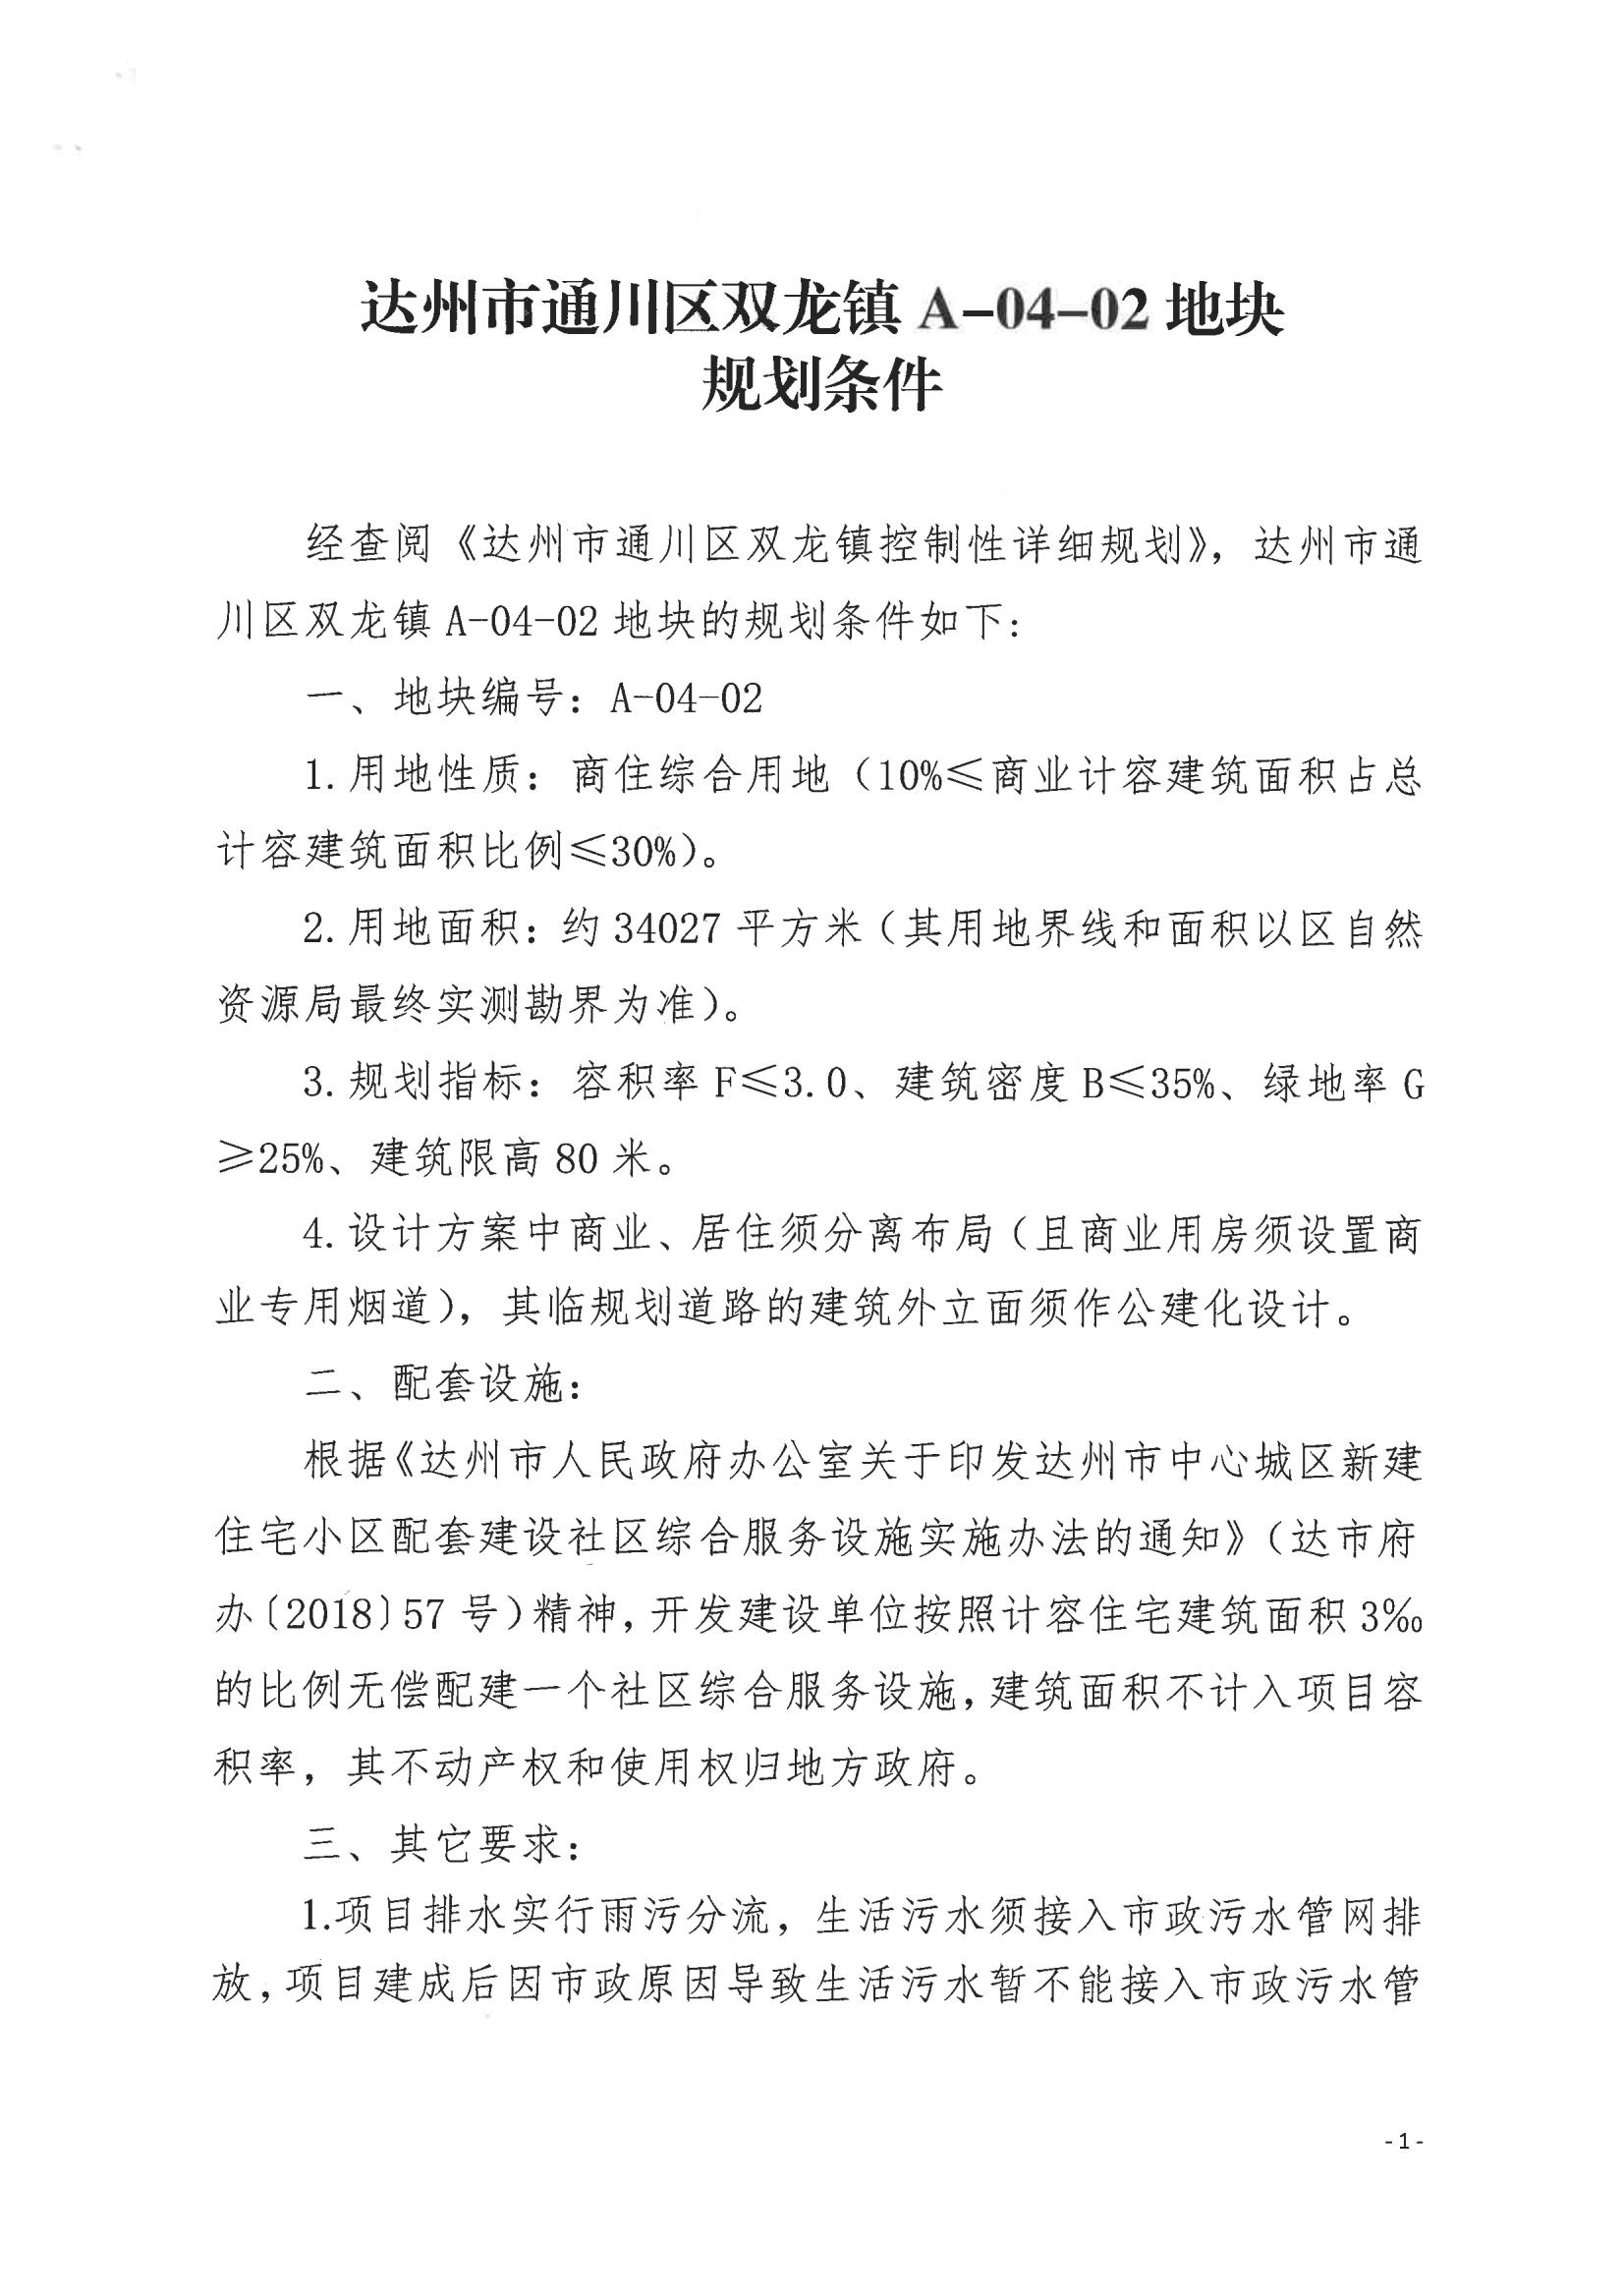 达州市通川区双龙镇 A-04-02 地块
规划条件
经查阅《达州市通川区双龙镇控制性详细规划》，达州市通
川区双龙镇 A-04-02 地块的规划条件如下：
一、地块编号：A-04-02
1.用地性质：商住综合用地（10%≤商业计容建筑面积占总
计容建筑面积比例≤30%）。
2.用地面积：约 34027 平方米（其用地界线和面积以区自然
资源局最终实测勘界为准）。
3.规划指标：容积率 F≤3.0、建筑密度 B≤35%、绿地率 G
≥25%、建筑限高 80 米。
4.设计方案中商业、居住须分离布局（且商业用房须设置商
业专用烟道），其临规划道路的建筑外立面须作公建化设计。
二、配套设施：
根据《达州市人民政府办公室关于印发达州市中心城区新建
住宅小区配套建设社区综合服务设施实施办法的通知》（达市府
办〔2018〕57 号）精神，开发建设单位按照计容住宅建筑面积 3‰
的比例无偿配建一个社区综合服务设施，建筑面积不计入项目容
积率，其不动产权和使用权归地方政府。
三、其它要求：
1.项目排水实行雨污分流，生活污水须接入市政污水管网排
放，项目建成后因市政原因导致生活污水暂不能接入市政污水管
- 1 -